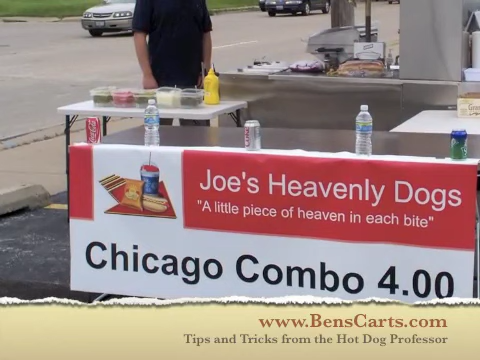 Joe's Heavenly Dogs
"A little piece of heaven in each bite"
Chicago Combo 4.00
www.BensCarts.com
Tips and Tricks from the Hot Dog Professor